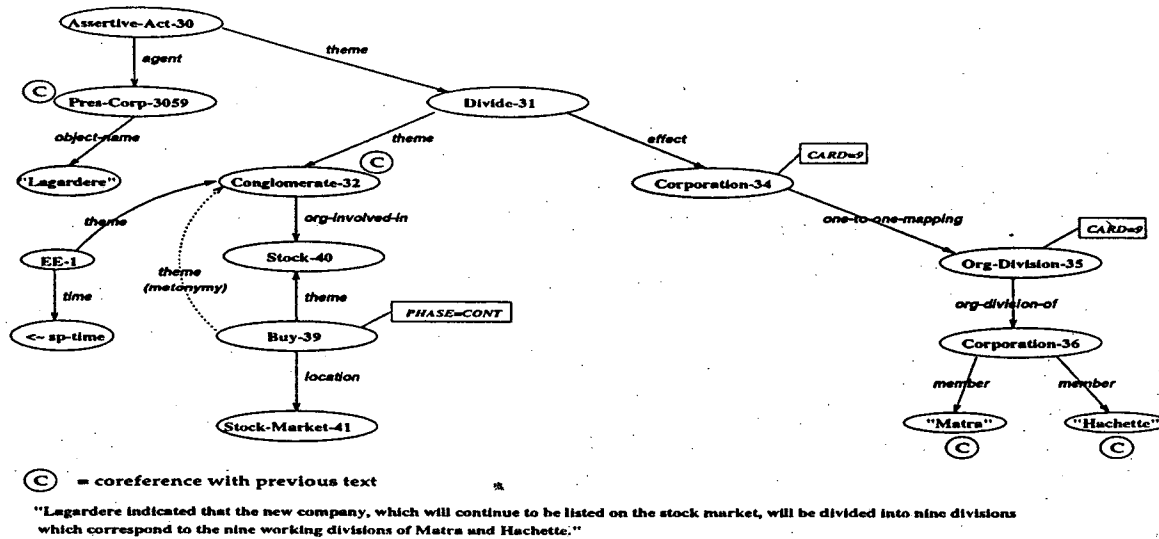 Assertive-Act-30
agent
theme
C
Pres-Corp-3059
Divide-31
object-name
theme
effect
"Lagardere"
C
Conglomerate-32
CARD=9
Corporation-34
theme
org-involved-in
one-to-one-mapping
CARD=9
EE-1
Stock-40
Org-Division-35
theme
(metonymy)
time
theme
org-division-of
PHASE=CONT
<~ sp-time
Buy-39
Corporation-36
location
member
member
Stock-Market-41
"Matra"
"Hachette"
C
C
C = coreference with previous text
"Lagardere indicated that the new company, which will continue to be listed on the stock market, will be divided into nine divisions
which correspond to the nine working divisions of Matra and Hachette."